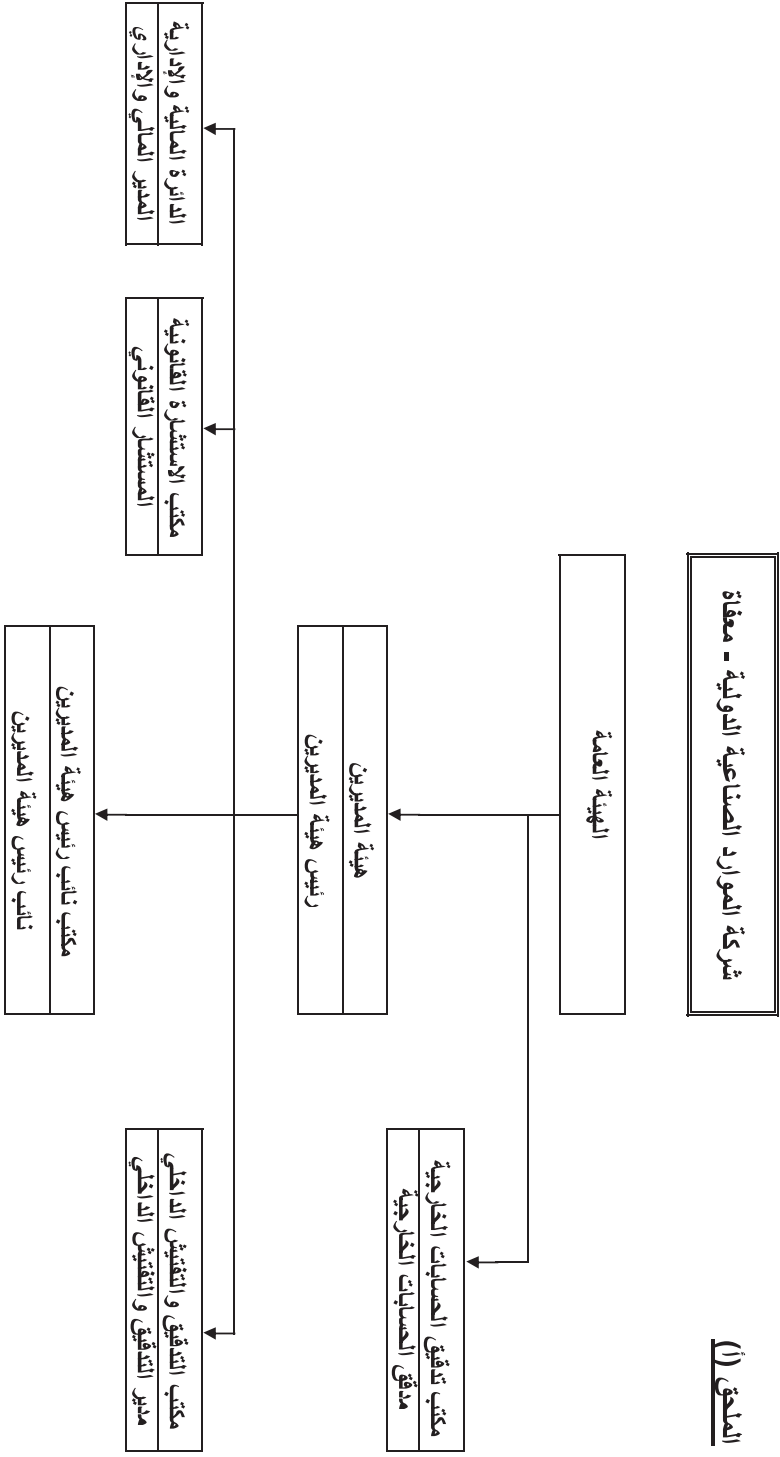 الملحق (أ)
شركة الموارد الصناعية الدولية - معفاة
الهيئة العامة
مكتب تدقيق الحسابات الخارجية
مدقق الحسابات الخارجية
هيئة المديرين
رئيس هيئة المديرين
مكتب التدقيق والتفتيش الداخلي
مدير التدقيق والتفتيش الداخلي
مكتب الاستشارة القانونية
المستشار القانوني
الدائرة المالية والإدارية
المدير المالي والإداري
مكتب نائب رئيس هيئة المديرين
نائب رئيس هيئة المديرين